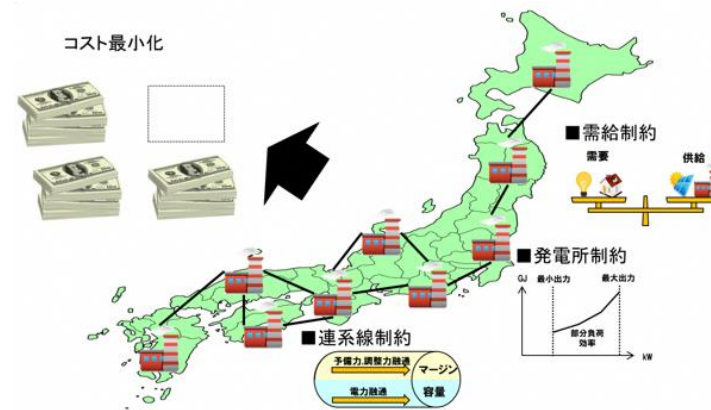 コスト最小化
■需給制約
需要
供給
■発電所制約
GJ
最小出力
最大出力
部分負荷
効率
kW
■連系線制約
予備力,調整力融通
マージン
電力融通
容量